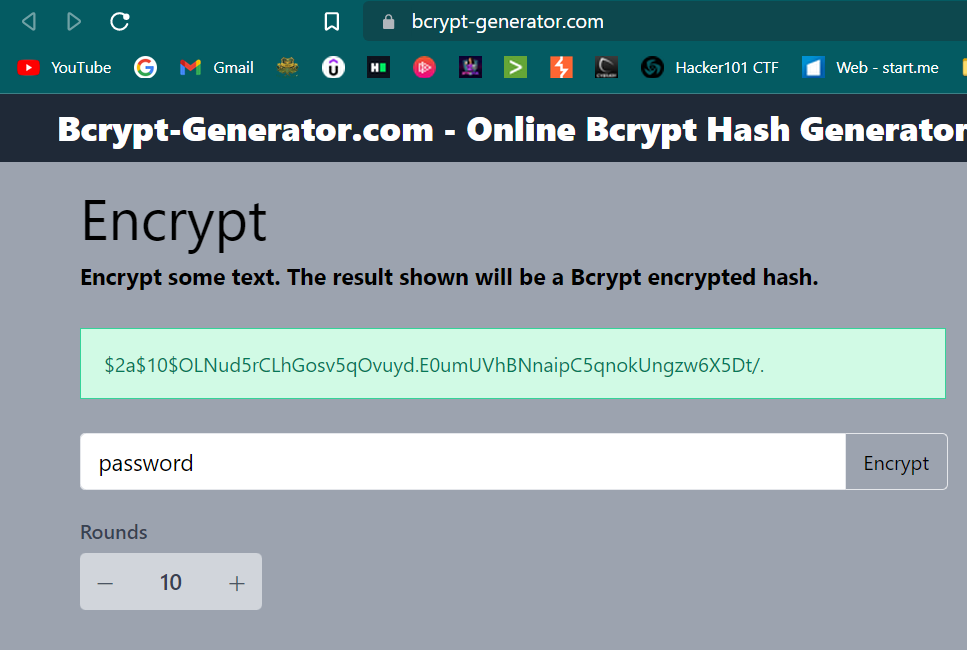 bcrypt-generator.com
YouTube Gmail Hacker101 CTF Web - start.me
Bcrypt-Generator.com - Online Bcrypt Hash Generator
Encrypt
Encrypt some text. The result shown will be a Bcrypt encrypted hash.
$2a$10$OLNud5rCLhGosv5qOvuyd.E0umUVhBNnaipC5qnokUngzw6X5Dt/.
password Encrypt
Rounds
− 10 +